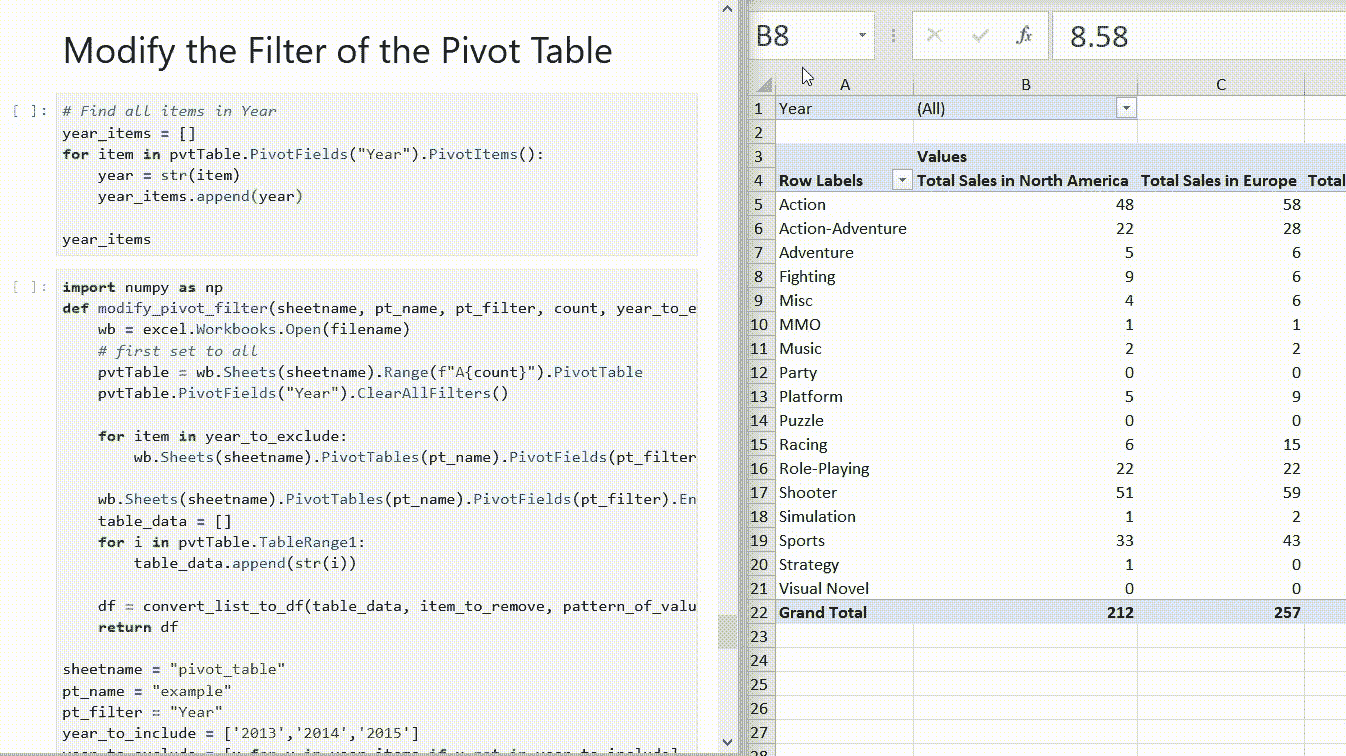 Modify the Filter of the Pivot Table
[ ]: # Find all items in Year
year_items = []
for item in pvtTable.PivotFields("Year").PivotItems():
year = str(item)
year_items.append(year)
year_items
[ ]: import numpy as np
def modify_pivot_filter(sheetname, pt_name, pt_filter, count, year_to_e
wb = excel.Workbooks.Open(filename)
# first set to all
pvtTable = wb.Sheets(sheetname).Range(f"A{count}").PivotTable
pvtTable.PivotFields("Year").ClearAllFilters()
for item in year_to_exclude:
wb.Sheets(sheetname).PivotTables(pt_name).PivotFields(pt_filter
wb.Sheets(sheetname).PivotTables(pt_name).PivotFields(pt_filter).En
table_data = []
for i in pvtTable.TableRange1:
table_data.append(str(i))
df = convert_list_to_df(table_data, item_to_remove, pattern_of_valu
return df
sheetname = "pivot_table"
pt_name = "example"
pt_filter = "Year"
year_to_include = ['2013','2014','2015']
year_to_exclude = [y for y in year_items if y not in year_to_include]
B8 fx 8.58
A B C
1 Year (All)
2
3 Values
4 Row Labels Total Sales in North America Total Sales in Europe Total
5 Action 48 58
6 Action-Adventure 22 28
7 Adventure 5 6
8 Fighting 9 6
9 Misc 4 6
10 MMO 1 1
11 Music 2 2
12 Party 0 0
13 Platform 5 9
14 Puzzle 0 0
15 Racing 6 15
16 Role-Playing 22 22
17 Shooter 51 59
18 Simulation 1 2
19 Sports 33 43
20 Strategy 1 0
21 Visual Novel 0 0
22 Grand Total 212 257
23
24
25
26
27
28